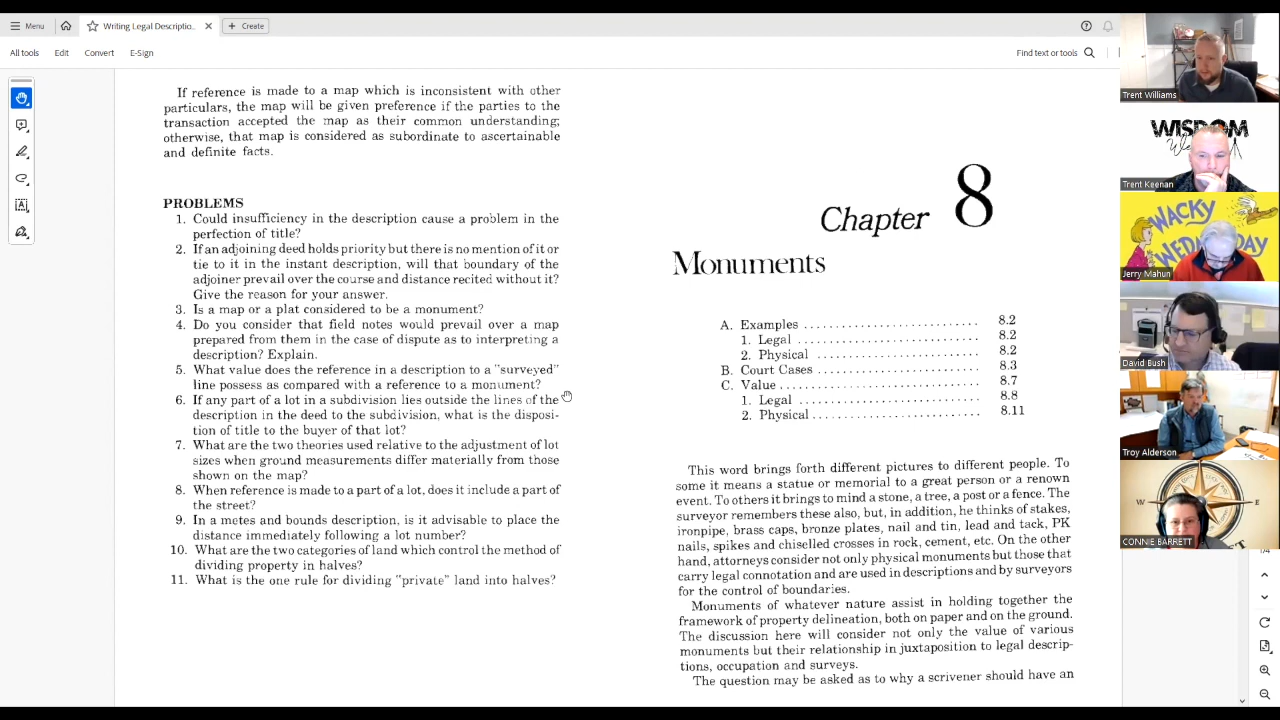 Menu
Writing Legal Descriptio...
Create
All tools
Edit
Convert
E-Sign
Find text or tools
If reference is made to a map which is inconsistent with other
particulars, the map will be given preference if the parties to the
transaction accepted the map as their common understanding;
otherwise, that map is considered as subordinate to ascertainable
and definite facts.
PROBLEMS
1. Could insufficiency in the description cause a problem in the
perfection of title?
2. If an adjoining deed holds priority but there is no mention of it or
tie to it in the instant description, will that boundary of the
adjoiner prevail over the course and distance recited without it?
Give the reason for your answer.
3. Is a map or a plat considered to be a monument?
4. Do you consider that field notes would prevail over a map
prepared from them in the case of dispute as to interpreting a
description? Explain.
5. What value does the reference in a description to a "surveyed"
line possess as compared with a reference to a monument?
6. If any part of a lot in a subdivision lies outside the lines of the
description in the deed to the subdivision, what is the disposi-
tion of title to the buyer of that lot?
7. What are the two theories used relative to the adjustment of lot
sizes when ground measurements differ materially from those
shown on the map?
8. When reference is made to a part of a lot, does it include a part of
the street?
9. In a metes and bounds description, is it advisable to place the
distance immediately following a lot number?
10. What are the two categories of land which control the method of
dividing property in halves?
11. What is the one rule for dividing "private" land into halves?
Chapter 8
Monuments
A. Examples ............................ 8.2
1. Legal .............................. 8.2
2. Physical .......................... 8.2
B. Court Cases ......................... 8.3
C. Value ................................ 8.7
1. Legal .............................. 8.8
2. Physical .......................... 8.11
This word brings forth different pictures to different people. To
some it means a statue or memorial to a great person or a renown
event. To others it brings to mind a stone, a tree, a post or a fence. The
surveyor remembers these also, but, in addition, he thinks of stakes,
ironpipe, brass caps, bronze plates, nail and tin, lead and tack, PK
nails, spikes and chiselled crosses in rock, cement, etc. On the other
hand, attorneys consider not only physical monuments but those that
carry legal connotation and are used in descriptions and by surveyors
for the control of boundaries.
Monuments of whatever nature assist in holding together the
framework of property delineation, both on paper and on the ground.
The discussion here will consider not only the value of various
monuments but their relationship in juxtaposition to legal descrip-
tions, occupation and surveys.
The question may be asked as to why a scrivener should have an
Trent Williams
WISDOM
Trent Keenan
WACKY
WEDNESDAY
Jerry Mahun
David Bush
Troy Alderson
W
E
CONNIE BARRETT